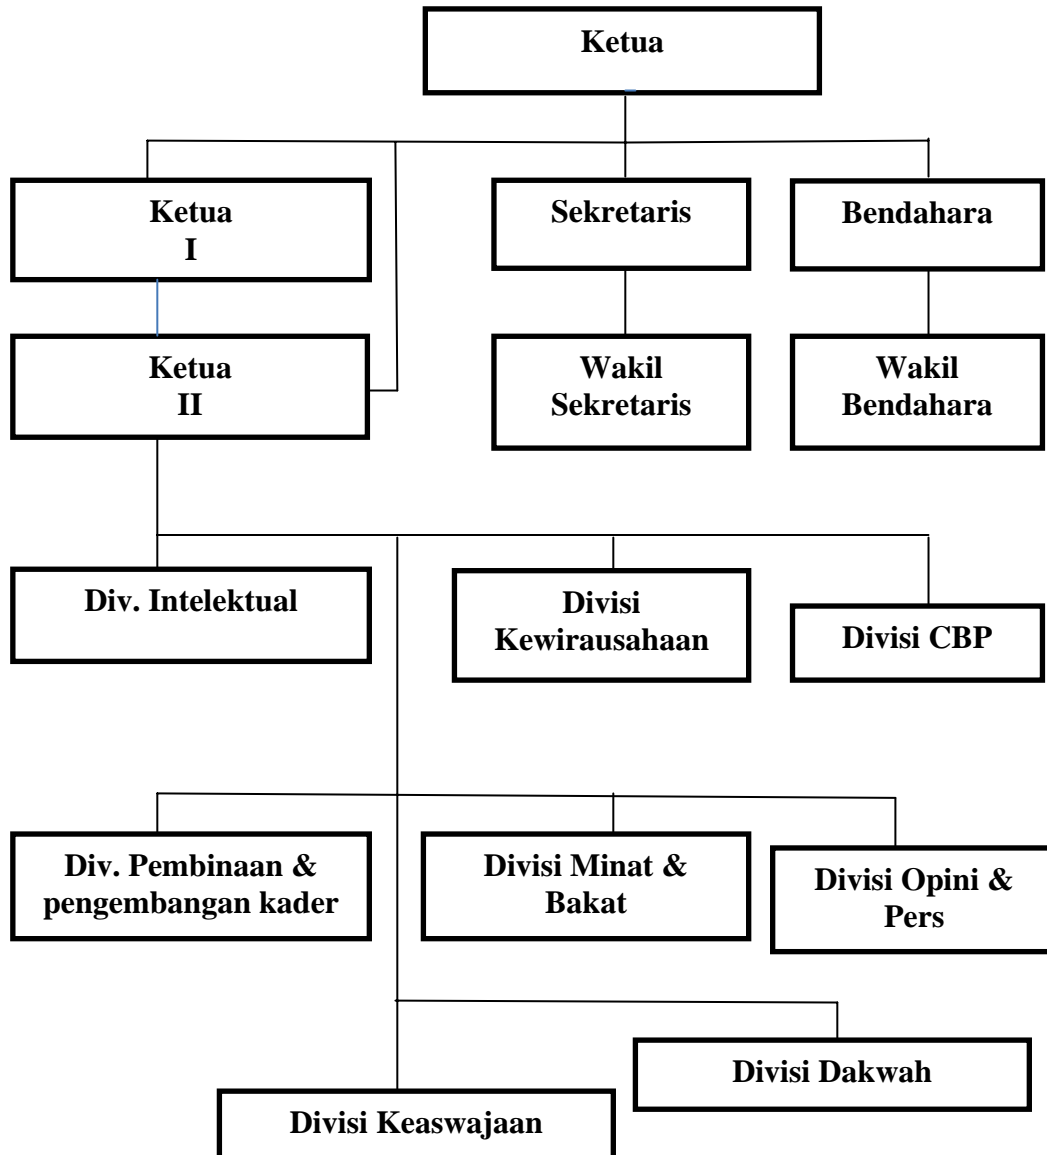 Ketua
Ketua
I
Sekretaris
Bendahara
Ketua
II
Wakil
Sekretaris
Wakil
Bendahara
Div. Intelektual
Divisi
Kewirausahaan
Divisi CBP
Div. Pembinaan &
pengembangan kader
Divisi Minat &
Bakat
Divisi Opini &
Pers
Divisi Dakwah
Divisi Keaswajaan